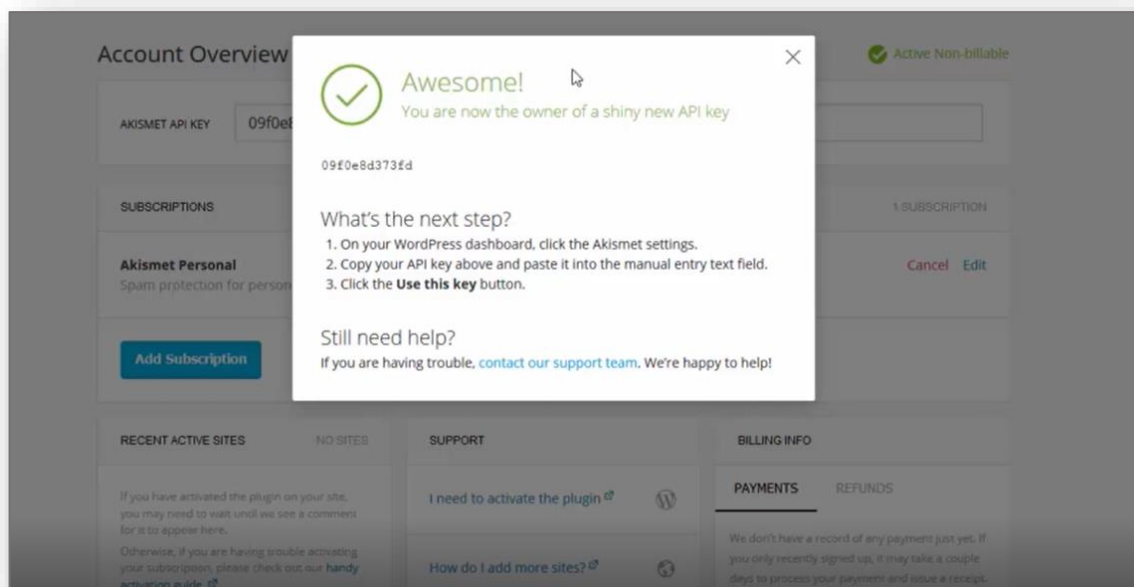 Account Overview
Active Non-billable
Awesome!
You are now the owner of a shiny new API key
AKISMET API KEY
09f0e8
09f0e8d373fd
SUBSCRIPTIONS
1 SUBSCRIPTION
What's the next step?
1. On your WordPress dashboard, click the Akismet settings.
2. Copy your API key above and paste it into the manual entry text field.
3. Click the Use this key button.
Akismet Personal
Spam protection for person
Cancel Edit
Still need help?
If you are having trouble, contact our support team. We're happy to help!
Add Subscription
RECENT ACTIVE SITES
NO SITES
If you have activated the plugin on your site,
you may need to wait until we see a comment
for it to appear here.
Otherwise, if you are having trouble activating
your subscription, please check out our handy
activation guide.
SUPPORT
I need to activate the plugin
How do I add more sites?
BILLING INFO
PAYMENTS REFUNDS
We don't have a record of any payment just yet. If
you only recently signed up, it may take a couple
days to process your payment and issue a receipt.